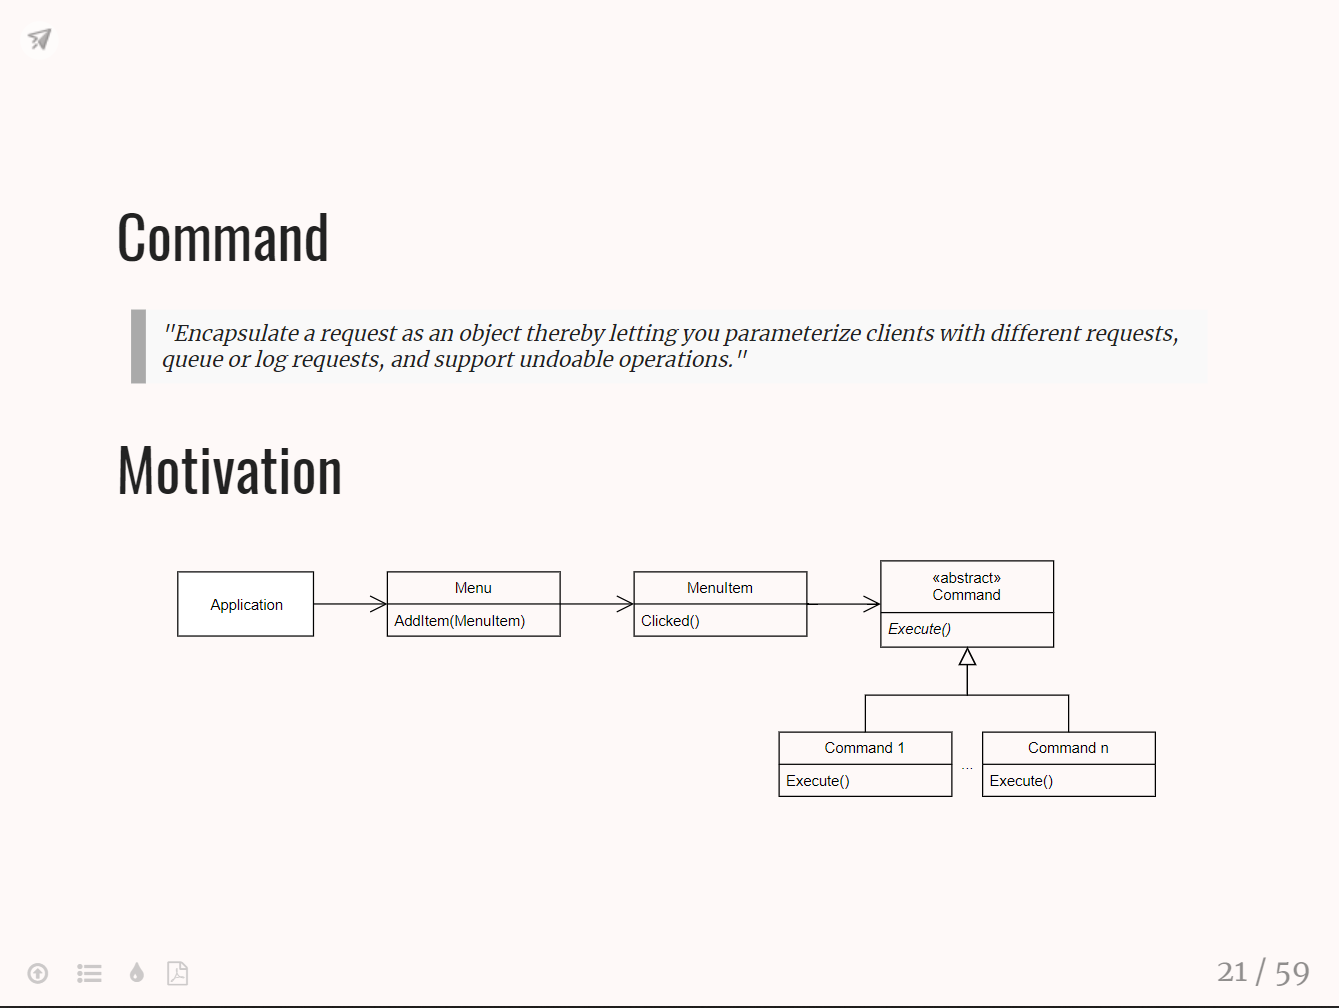 Command
"Encapsulate a request as an object thereby letting you parameterize clients with different requests,
queue or log requests, and support undoable operations."
Motivation
Application
Menu
AddItem(MenuItem)
MenuItem
Clicked()
«abstract»
Command
Execute()
Command 1
Execute()
...
Command n
Execute()
21 / 59